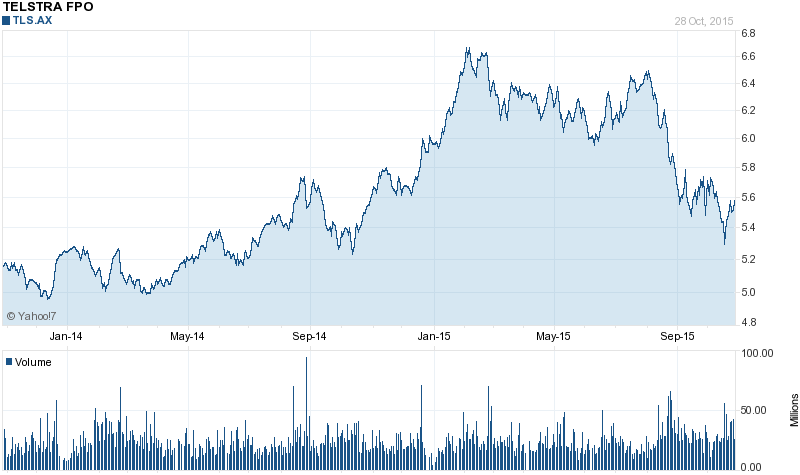 TELSTRA FPO
TLS.AX
28 Oct, 2015
6.8
6.6
6.4
6.2
6.0
5.8
5.6
5.4
5.2
5.0
4.8
© Yahoo!7
Jan-14 May-14 Sep-14 Jan-15 May-15 Sep-15
Volume
100.00
50.00
0.00
Milions